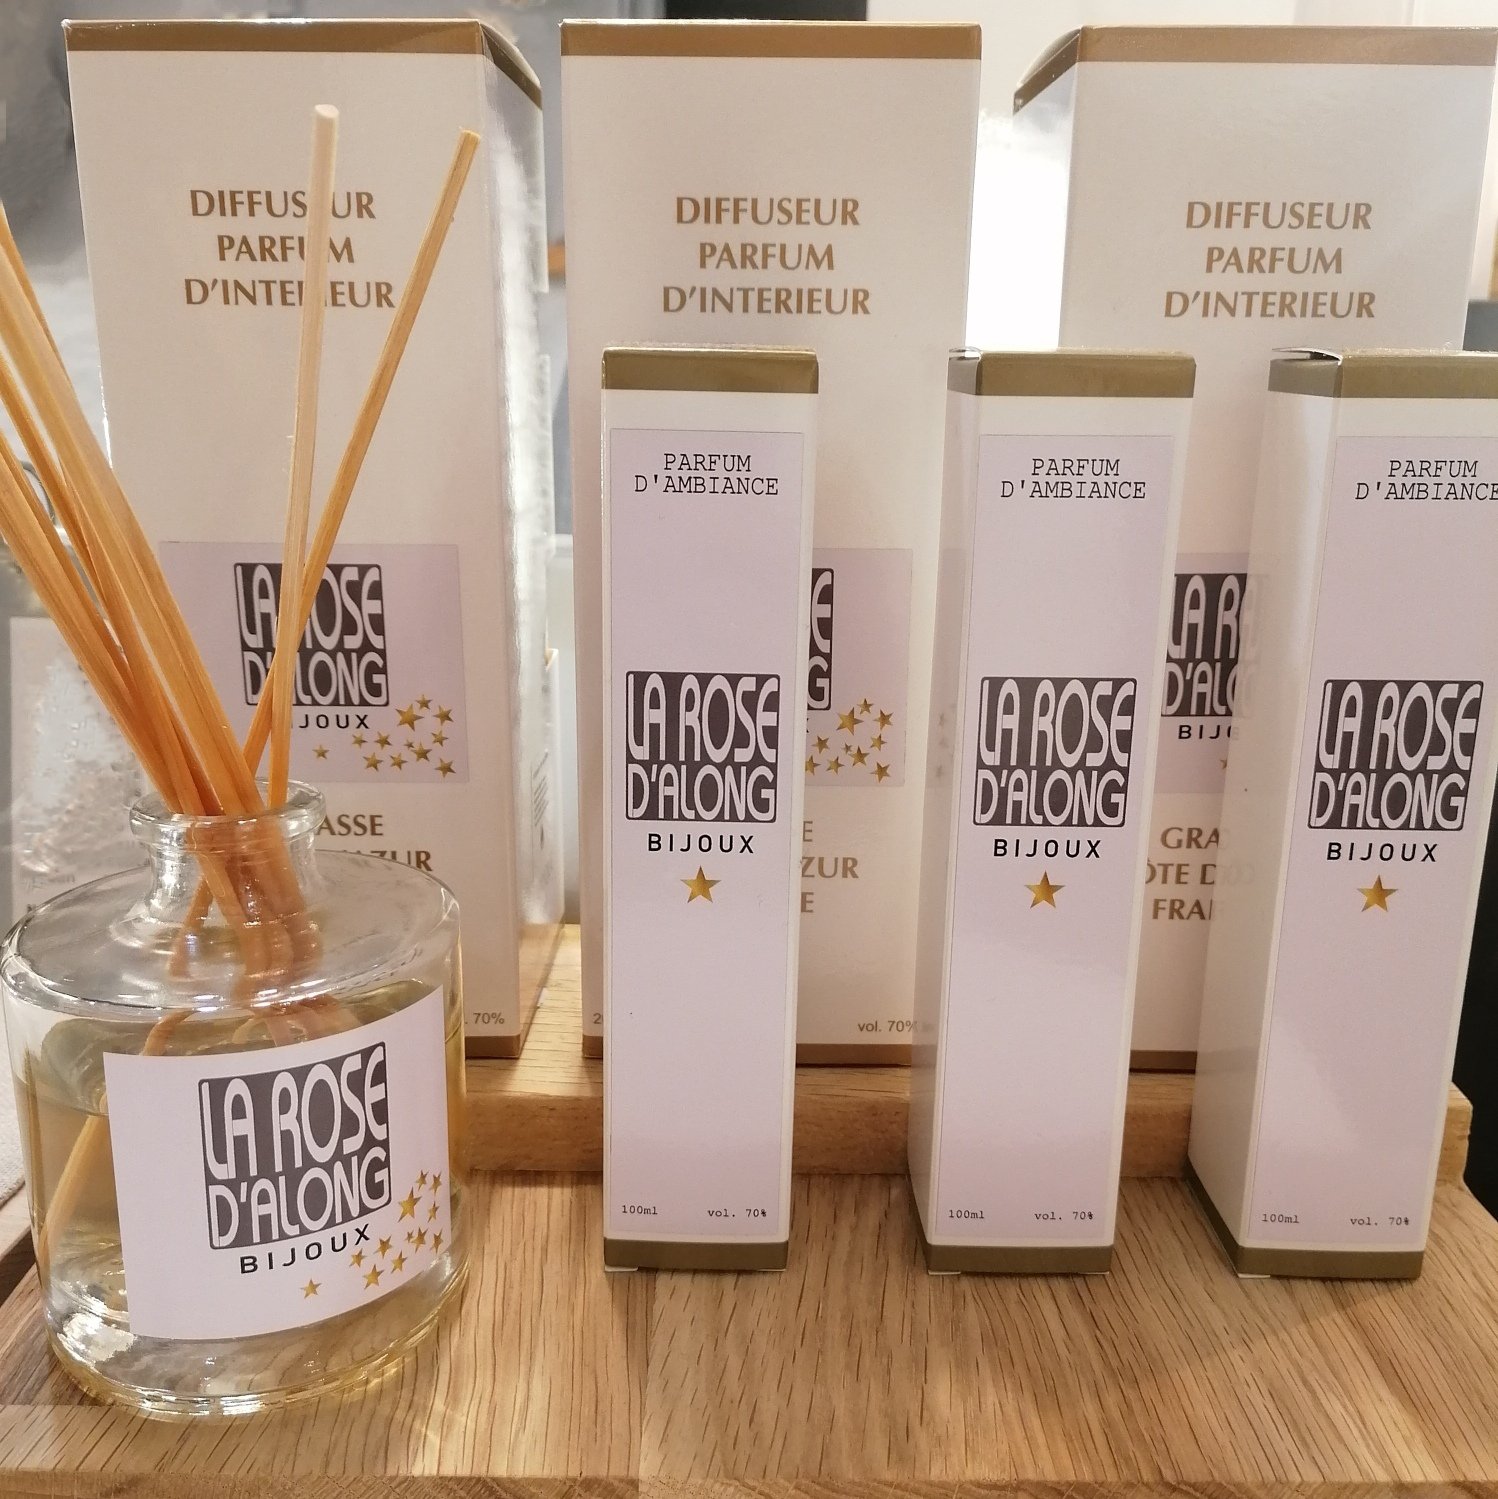 DIFFUSEUR
PARFUM
D'INTERIEUR
LA ROSE
D'ALONG
BIJOUX
vol. 70%
DIFFUSEUR
PARFUM
D'INTERIEUR
vol. 70%
DIFFUSEUR
PARFUM
D'INTERIEUR
LA
D'ALONG
PARFUM
D'AMBIANCE
LA ROSE
D'ALONG
BIJOUX
100ml vol. 70%
PARFUM
D'AMBIANCE
LA ROSE
D'ALONG
BIJOUX
100ml vol. 70%
PARFUM
D'AMBIANCE
LA ROSE
D'ALONG
BIJOUX
100ml vol. 70%
LA ROSE
D'ALONG
BIJOUX